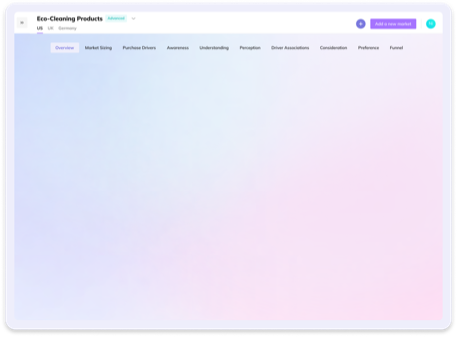 Eco-Cleaning Products Advanced
US UK Germany
Add a new market
Overview Market Sizing Purchase Drivers Awareness Understanding Perception Driver Associations Consideration Preference Funnel